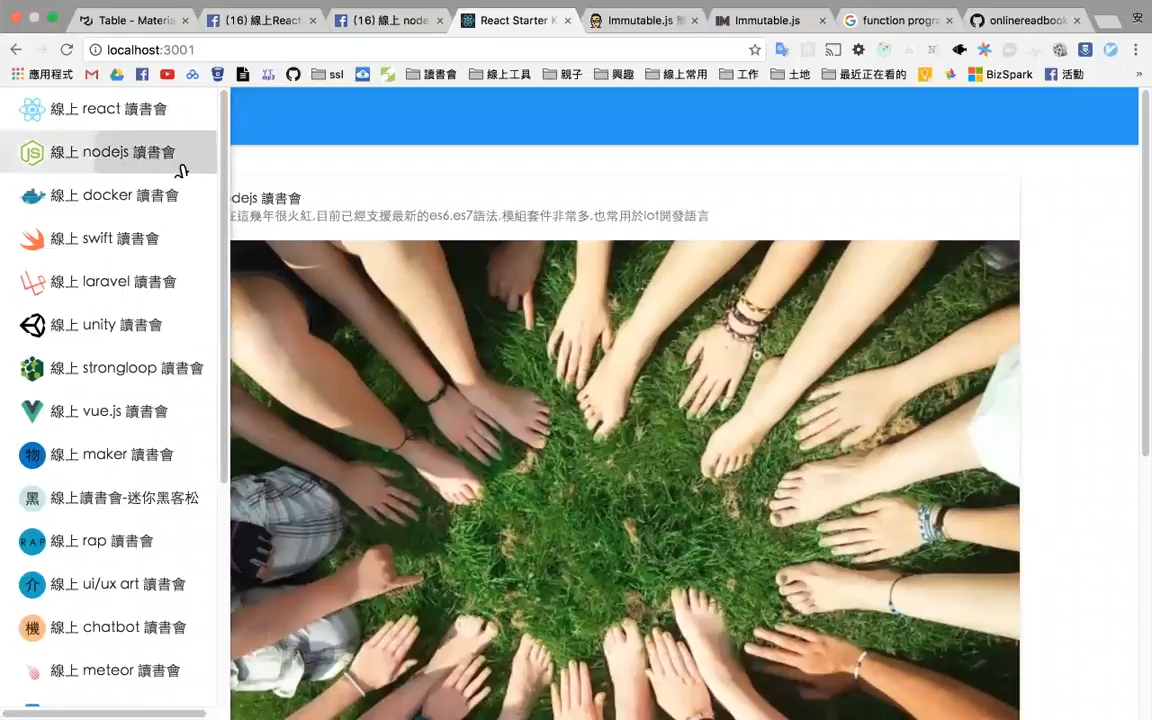 Table - Materia
(16) 線上React
(16) 線上 node
React Starter K
Immutable.js
Immutable.js
function progra
onlinereadbook
安
localhost:3001
應用程式
ssl
讀書會
線上工具
親子
興趣
線上常用
工作
土地
最近正在看的
BizSpark
活動
»
線上 react 讀書會
線上 nodejs 讀書會
線上 docker 讀書會
線上 swift 讀書會
線上 laravel 讀書會
線上 unity 讀書會
線上 strongloop 讀書會
線上 vue.js 讀書會
物
線上 maker 讀書會
黑
線上讀書會-迷你黑客松
RAP
線上 rap 讀書會
介
線上 ui/ux art 讀書會
機
線上 chatbot 讀書會
線上 meteor 讀書會
dejs 讀書會
在這幾年很火紅,目前已經支援最新的es6,es7語法,模組套件非常多,也常用於Iot開發語言